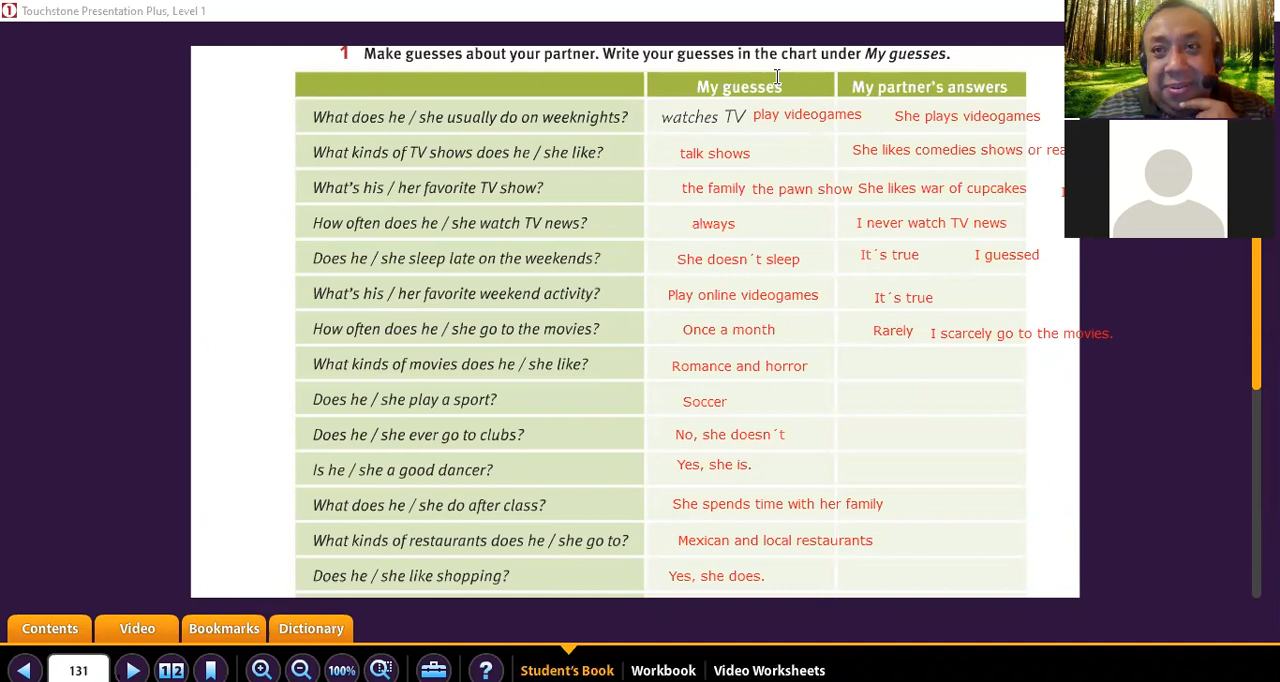 Touchstone Presentation Plus, Level 1
1 Make guesses about your partner. Write your guesses in the chart under My guesses.
My guesses My partner's answers
What does he / she usually do on weeknights? watches TV play videogames She plays videogames
What kinds of TV shows does he / she like? talk shows She likes comedies shows or
What's his / her favorite TV show? the family the pawn show She likes war of cupcakes
How often does he / she watch TV news? always I never watch TV news
Does he / she sleep late on the weekends? She doesn´t sleep It´s true I guessed
What's his / her favorite weekend activity? Play online videogames It´s true
How often does he / she go to the movies? Once a month Rarely I scarcely go to the movies.
What kinds of movies does he / she like? Romance and horror
Does he / she play a sport? Soccer
Does he / she ever go to clubs? No, she doesn´t
Is he / she a good dancer? Yes, she is.
What does he / she do after class? She spends time with her family
What kinds of restaurants does he / she go to? Mexican and local restaurants
Does he / she like shopping? Yes, she does.
Contents Video Bookmarks Dictionary
131 12 100% ? Student's Book Workbook Video Worksheets